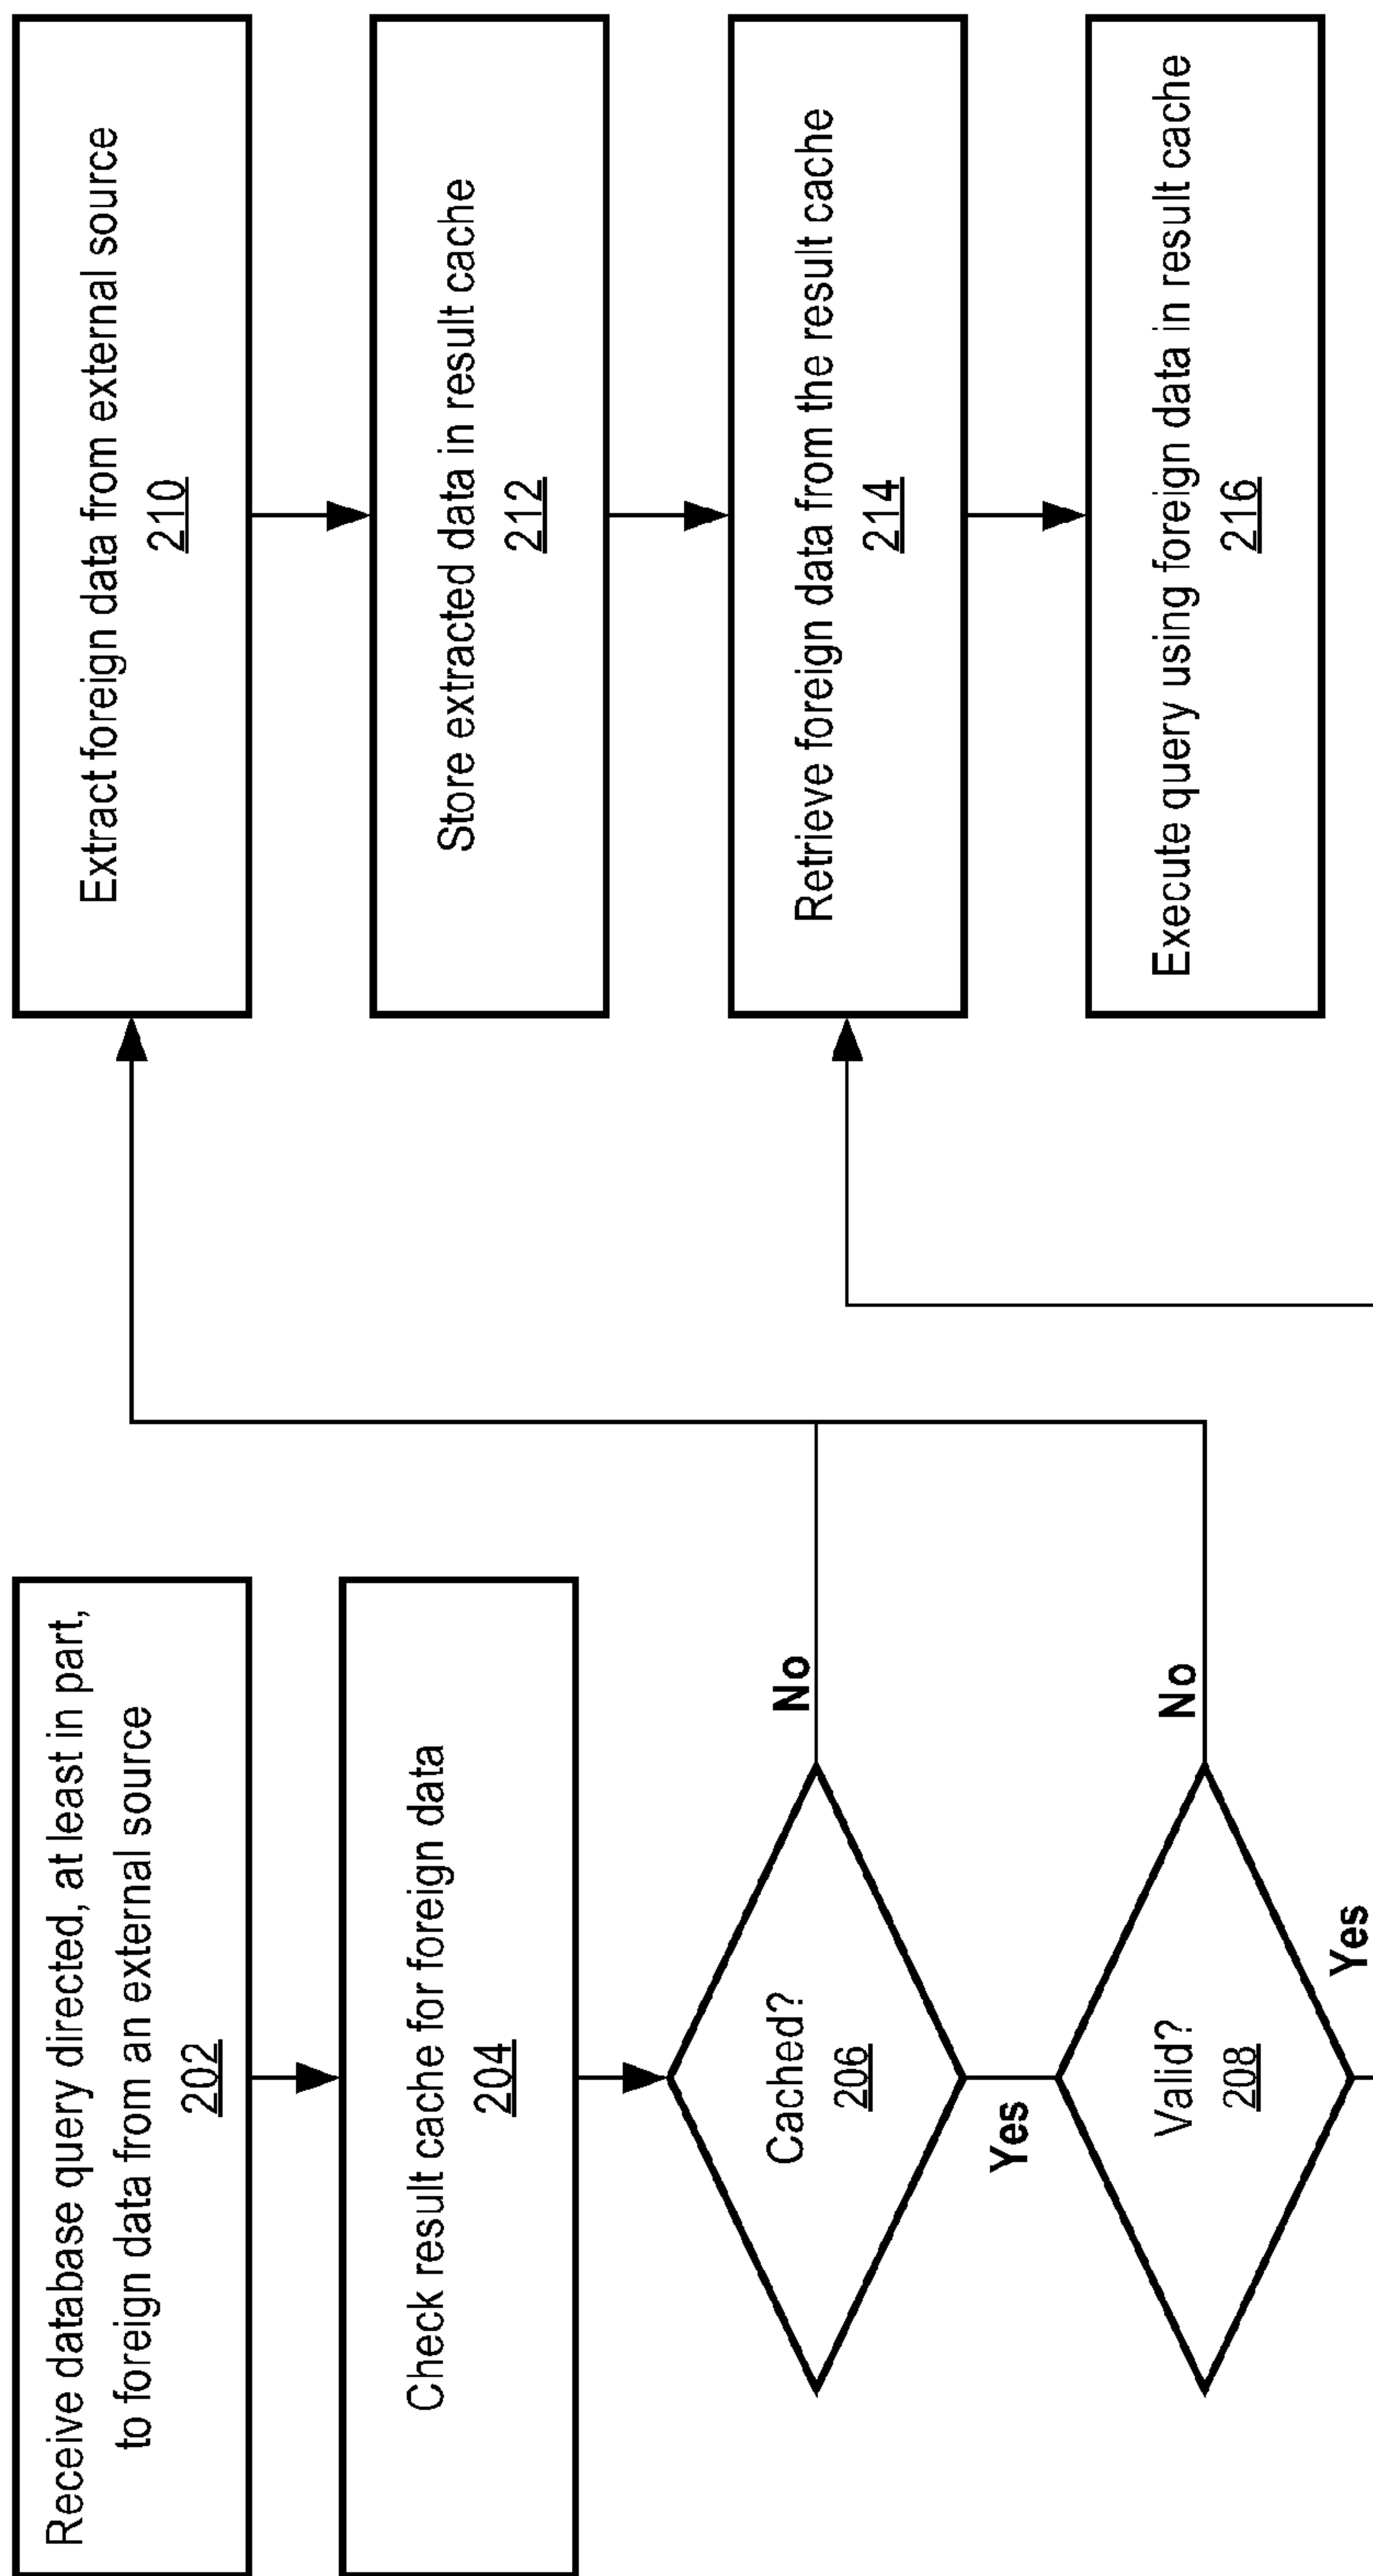 Receive database query directed, at least in part,
to foreign data from an external source
202
Check result cache for foreign data
204
Cached?
206
No
Yes
Valid?
208
No
Yes
Extract foreign data from external source
210
Store extracted data in result cache
212
Retrieve foreign data from the result cache
214
Execute query using foreign data in result cache
216